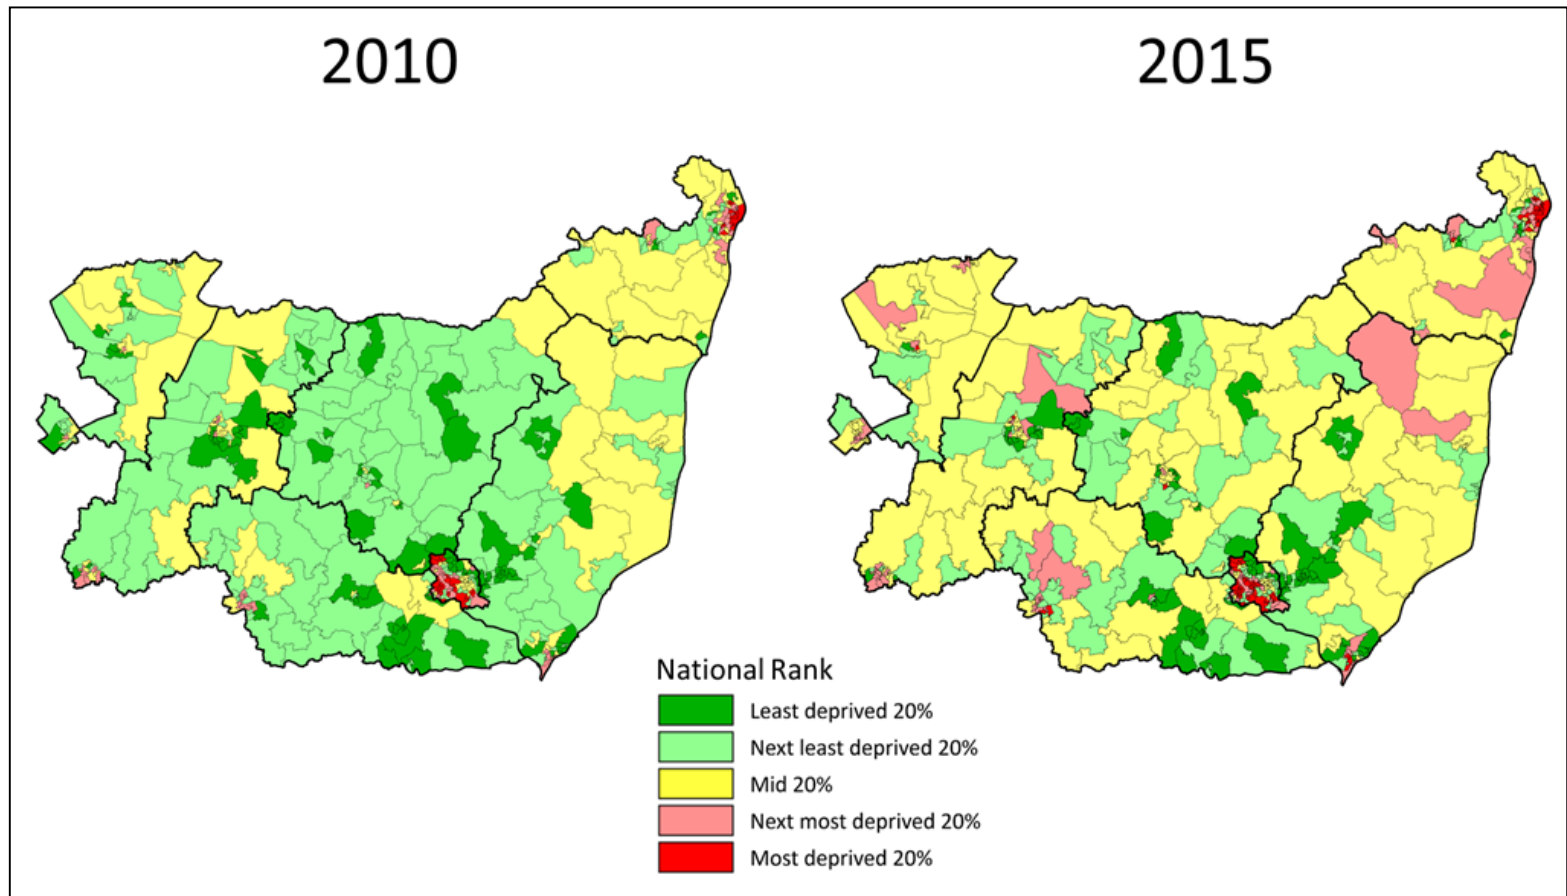 2010
2015
National Rank
Least deprived 20%
Next least deprived 20%
Mid 20%
Next most deprived 20%
Most deprived 20%